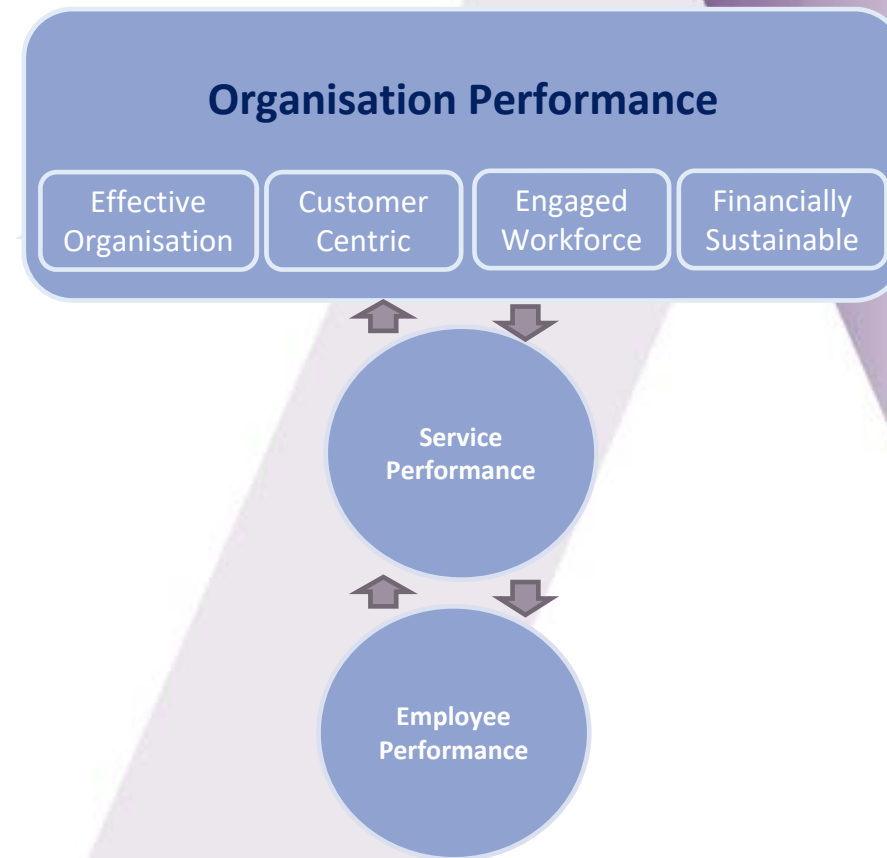 Organisation Performance
Effective
Organisation
Customer
Centric
Engaged
Workforce
Financially
Sustainable
Service
Performance
Employee
Performance